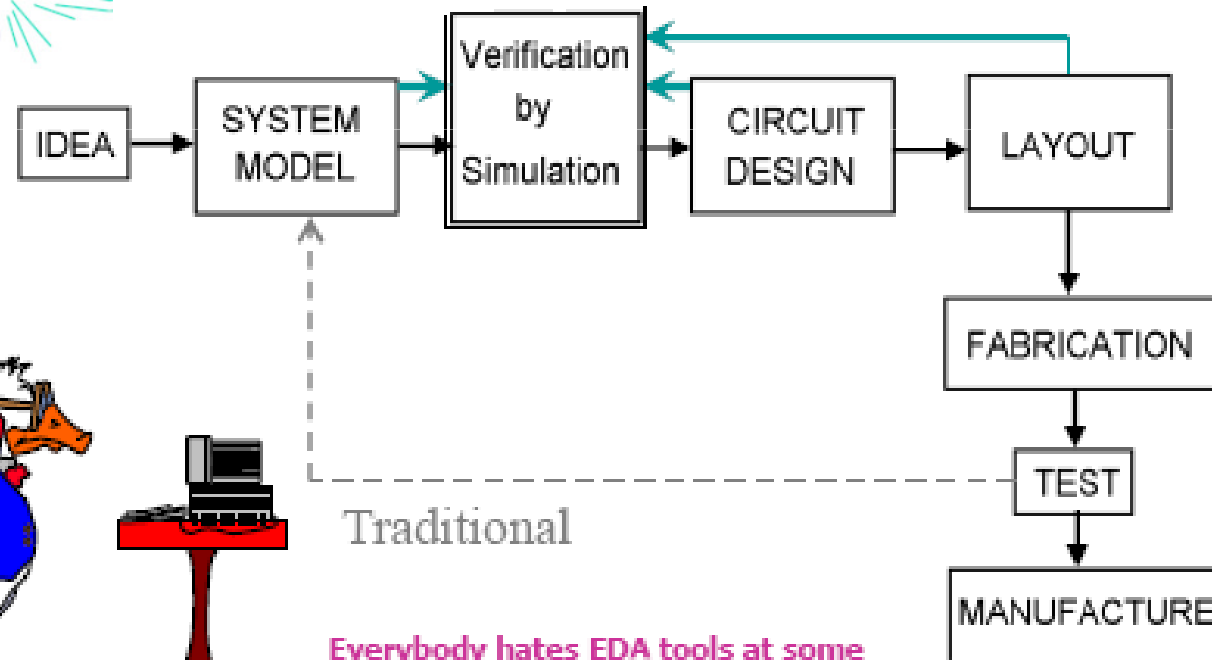 IDEA
SYSTEM
MODEL
Verification
by
Simulation
CIRCUIT
DESIGN
LAYOUT
FABRICATION
TEST
Traditional
MANUFACTURE
Everybody hates EDA tools at some